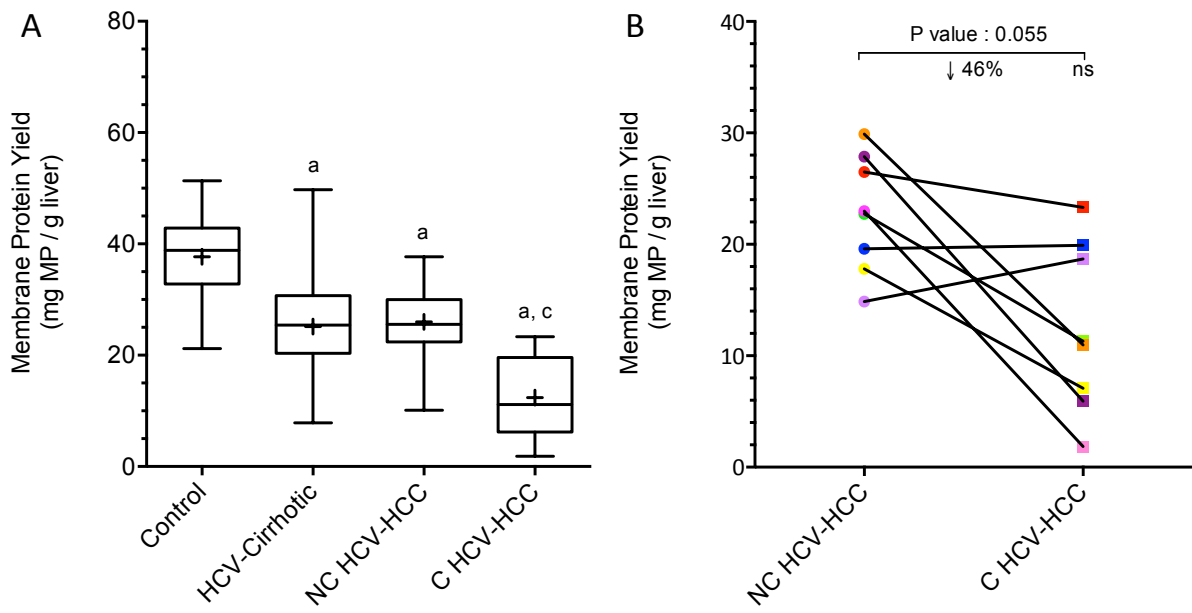 A
Membrane Protein Yield
(mg MP / g liver)
80
60
40
20
0
a
a
a, c
Control
HCV-Cirrhotic
NC HCV-HCC
C HCV-HCC
B
Membrane Protein Yield
(mg MP / g liver)
40
30
20
10
0
P value : 0.055
↓ 46%
ns
NC HCV-HCC
C HCV-HCC